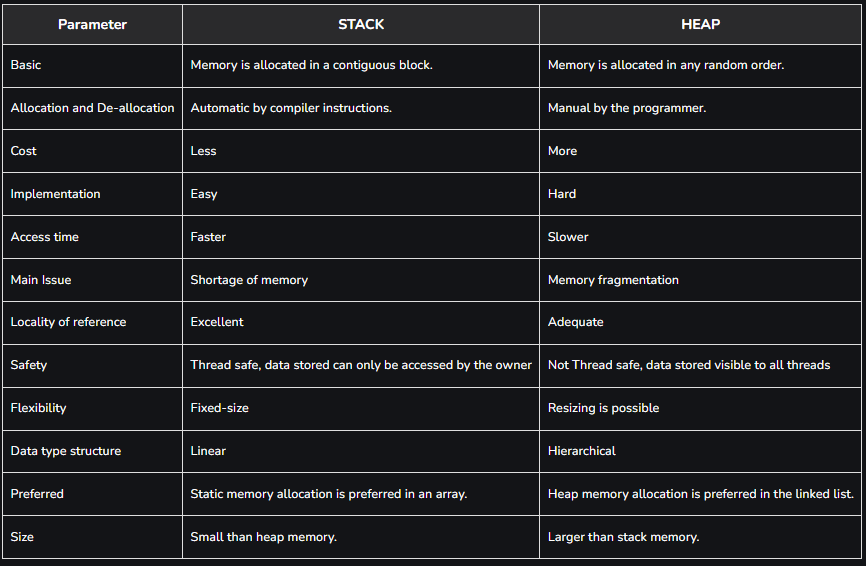 Parameter STACK HEAP
Basic Memory is allocated in a contiguous block. Memory is allocated in any random order.
Allocation and De-allocation Automatic by compiler instructions. Manual by the programmer.
Cost Less More
Implementation Easy Hard
Access time Faster Slower
Main Issue Shortage of memory Memory fragmentation
Locality of reference Excellent Adequate
Safety Thread safe, data stored can only be accessed by the owner Not Thread safe, data stored visible to all threads
Flexibility Fixed-size Resizing is possible
Data type structure Linear Hierarchical
Preferred Static memory allocation is preferred in an array. Heap memory allocation is preferred in the linked list.
Size Small than heap memory. Larger than stack memory.